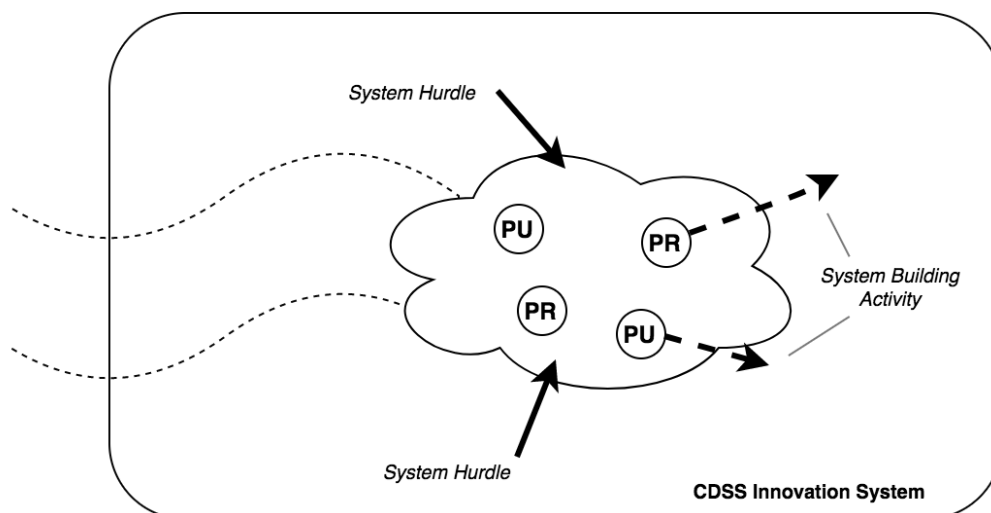 System Hurdle
PU
PR
System Building
Activity
PR
PU
System Hurdle
CDSS Innovation System